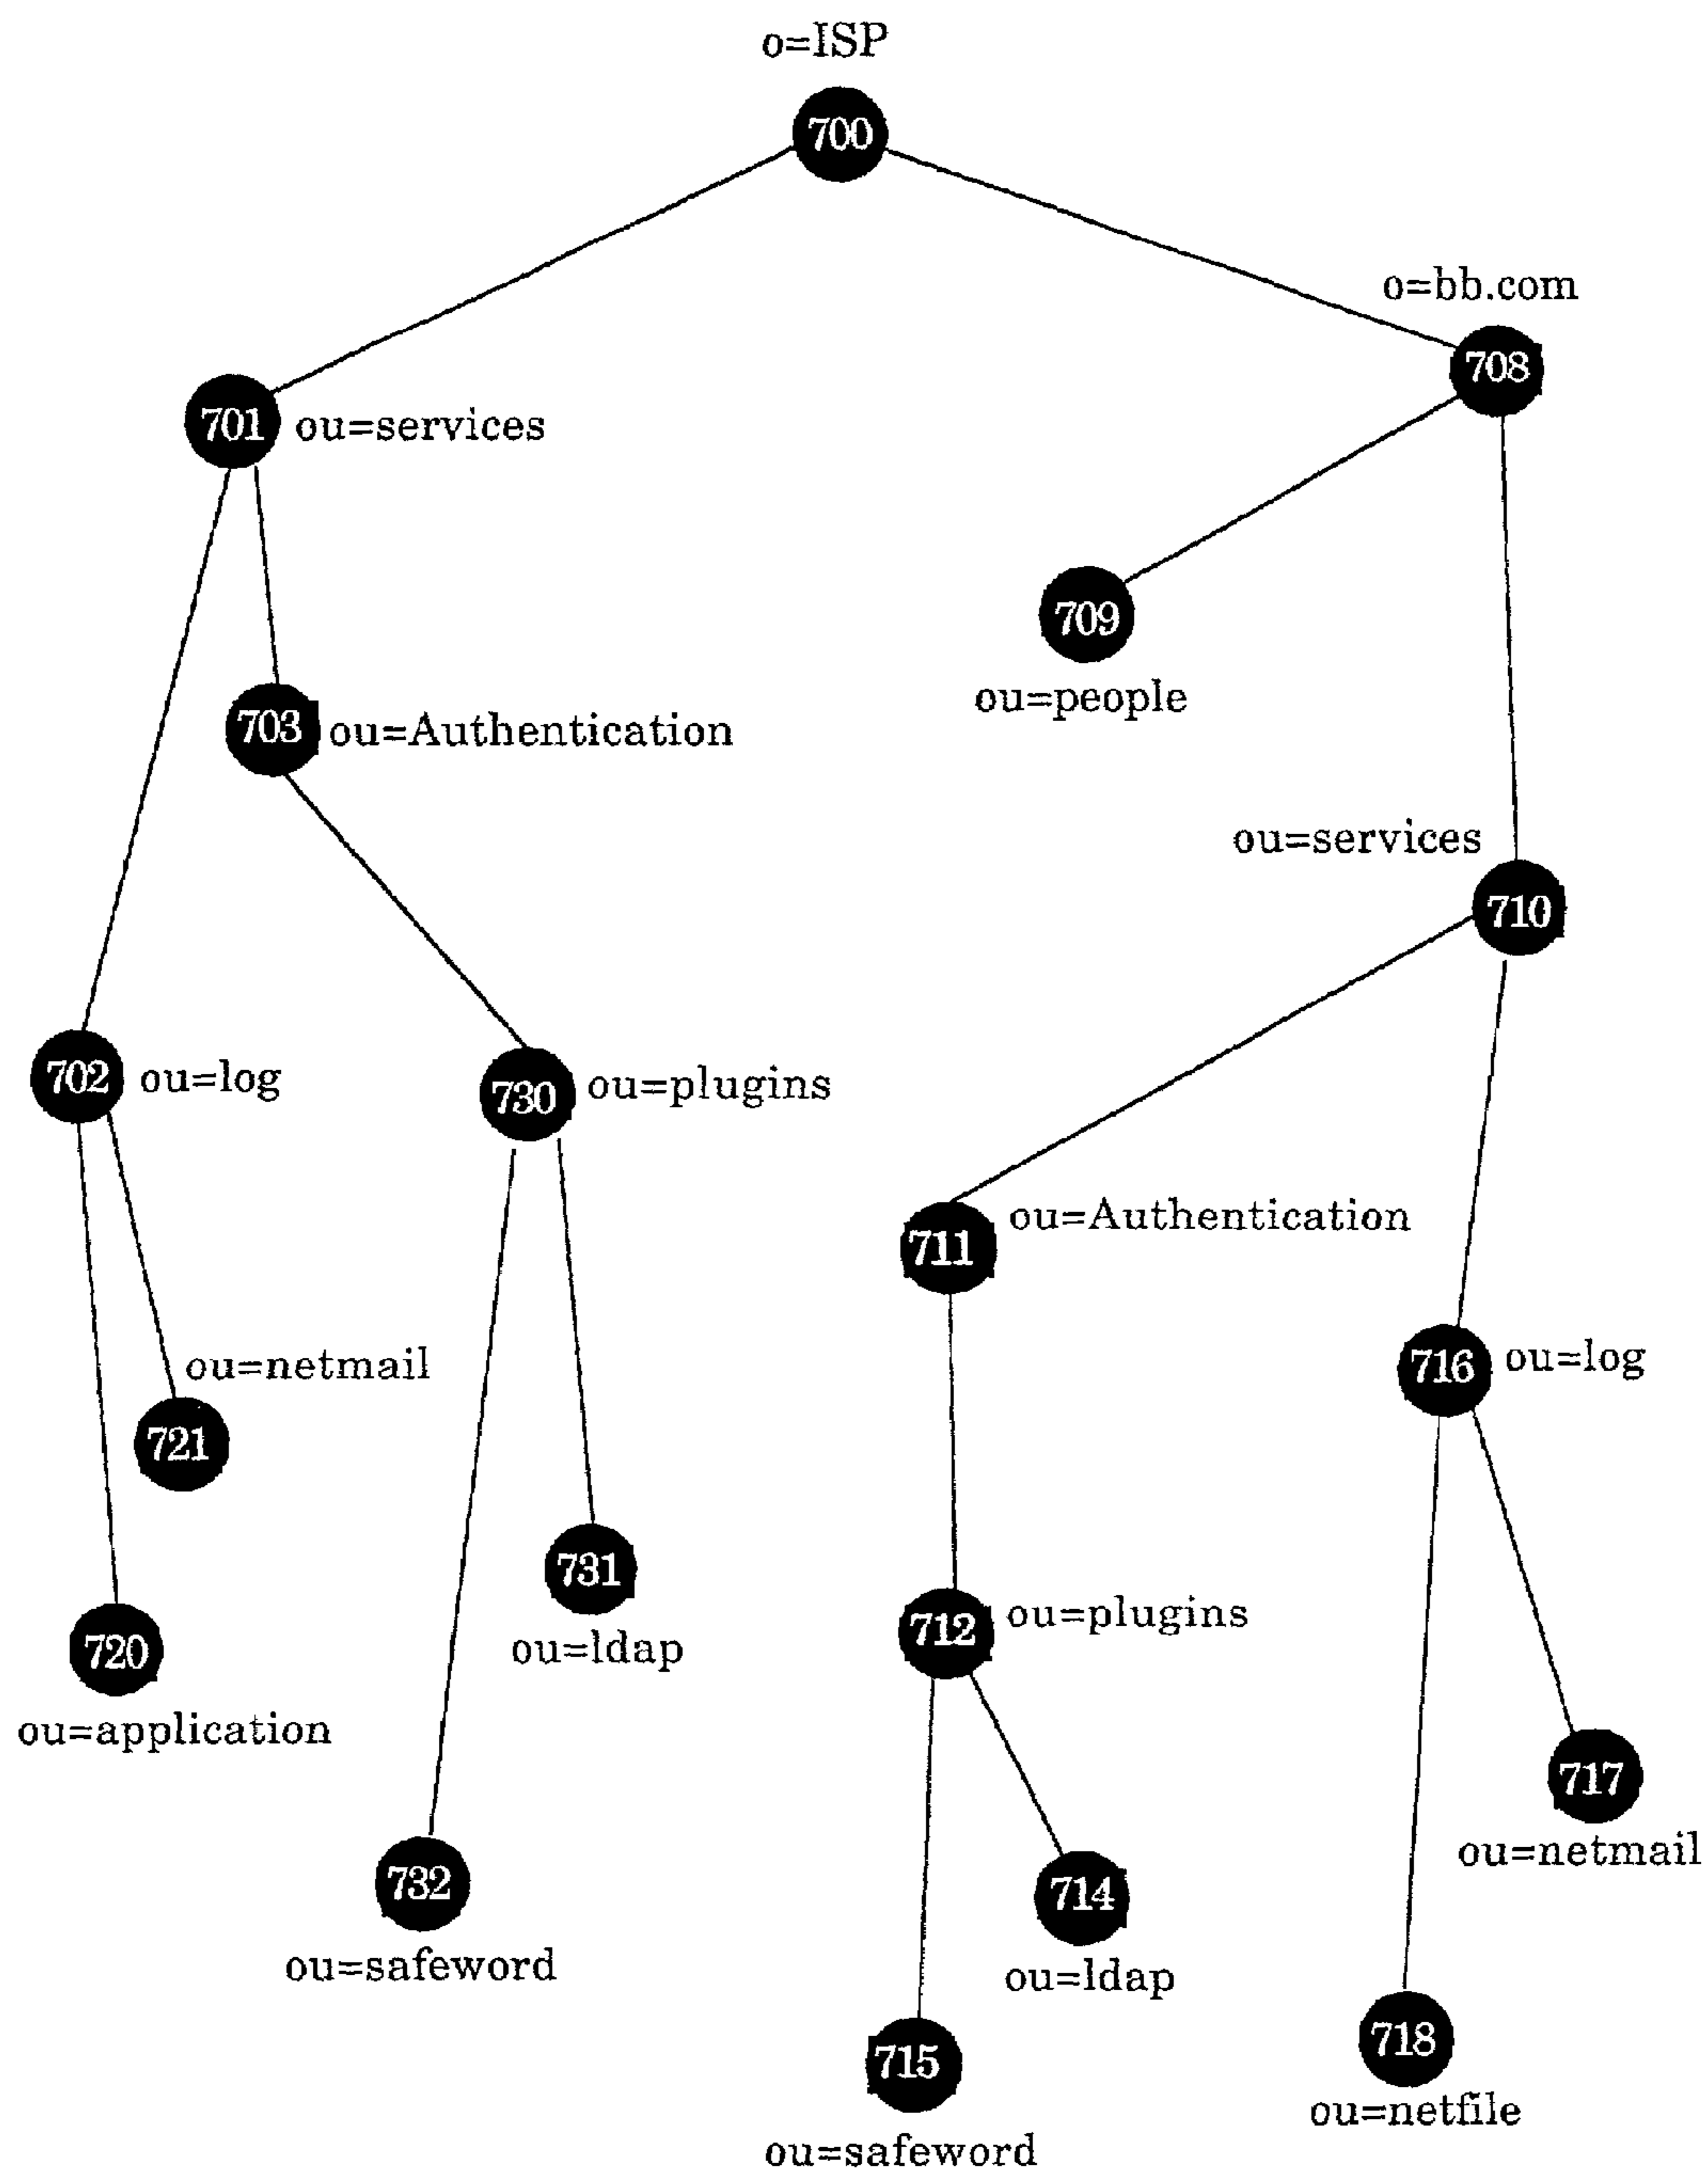 o=ISP
700
o=bb.com
708
701 ou=services
709
ou=people
703 ou=Authentication
ou=services
710
702 ou=log
730 ou=plugins
711 ou=Authentication
716 ou=log
ou=netmail
721
731
ou=ldap
720
ou=application
712 ou=plugins
717
ou=netmail
732
ou=safeword
714
ou=ldap
718
ou=netfile
715
ou=safeword